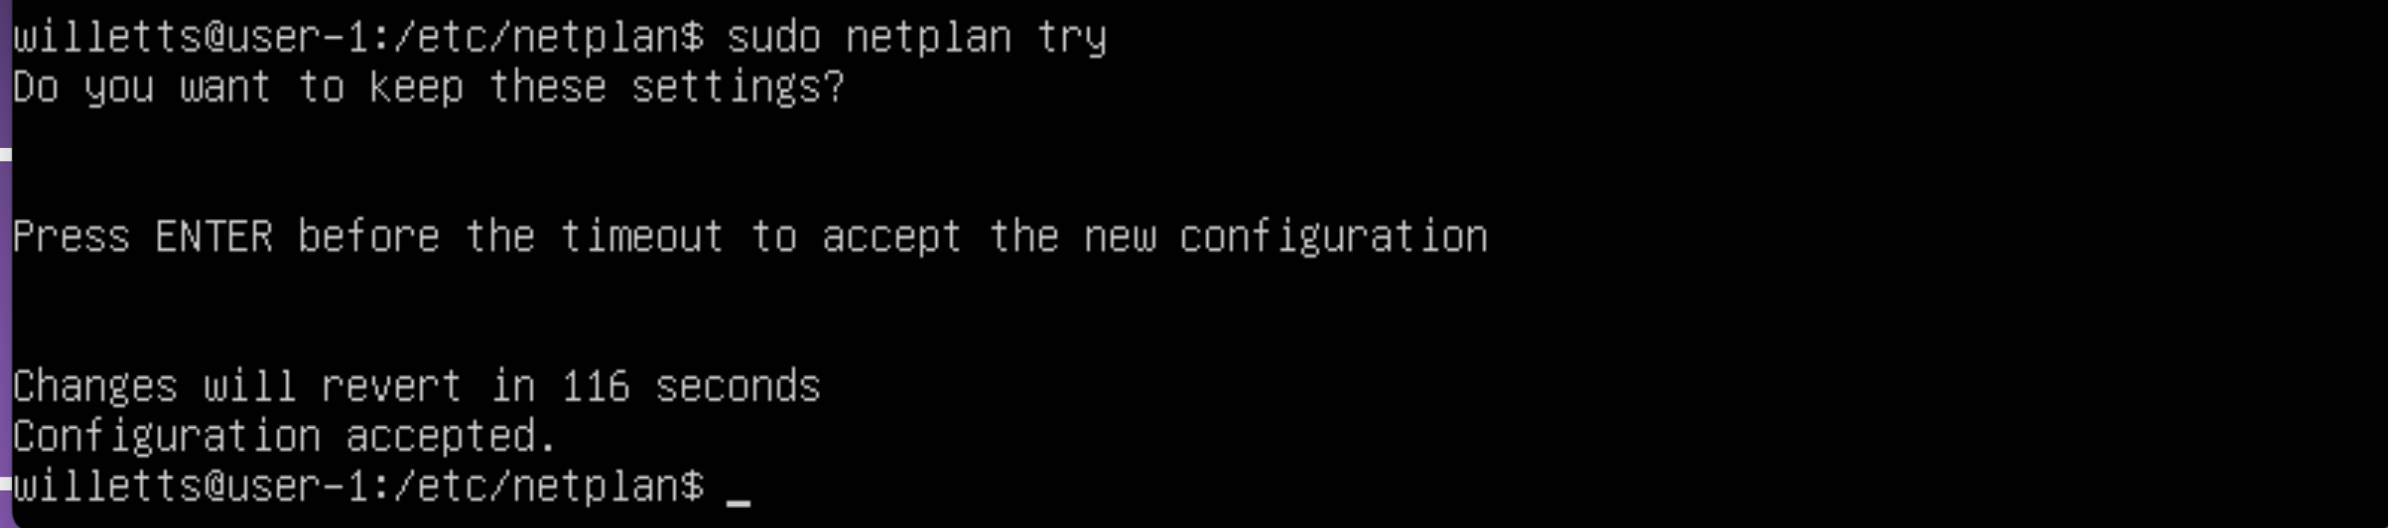 willetts@user-1:/etc/netplan$ sudo netplan try
Do you want to keep these settings?
Press ENTER before the timeout to accept the new configuration
Changes will revert in 116 seconds
Configuration accepted.
willetts@user-1:/etc/netplan$ _